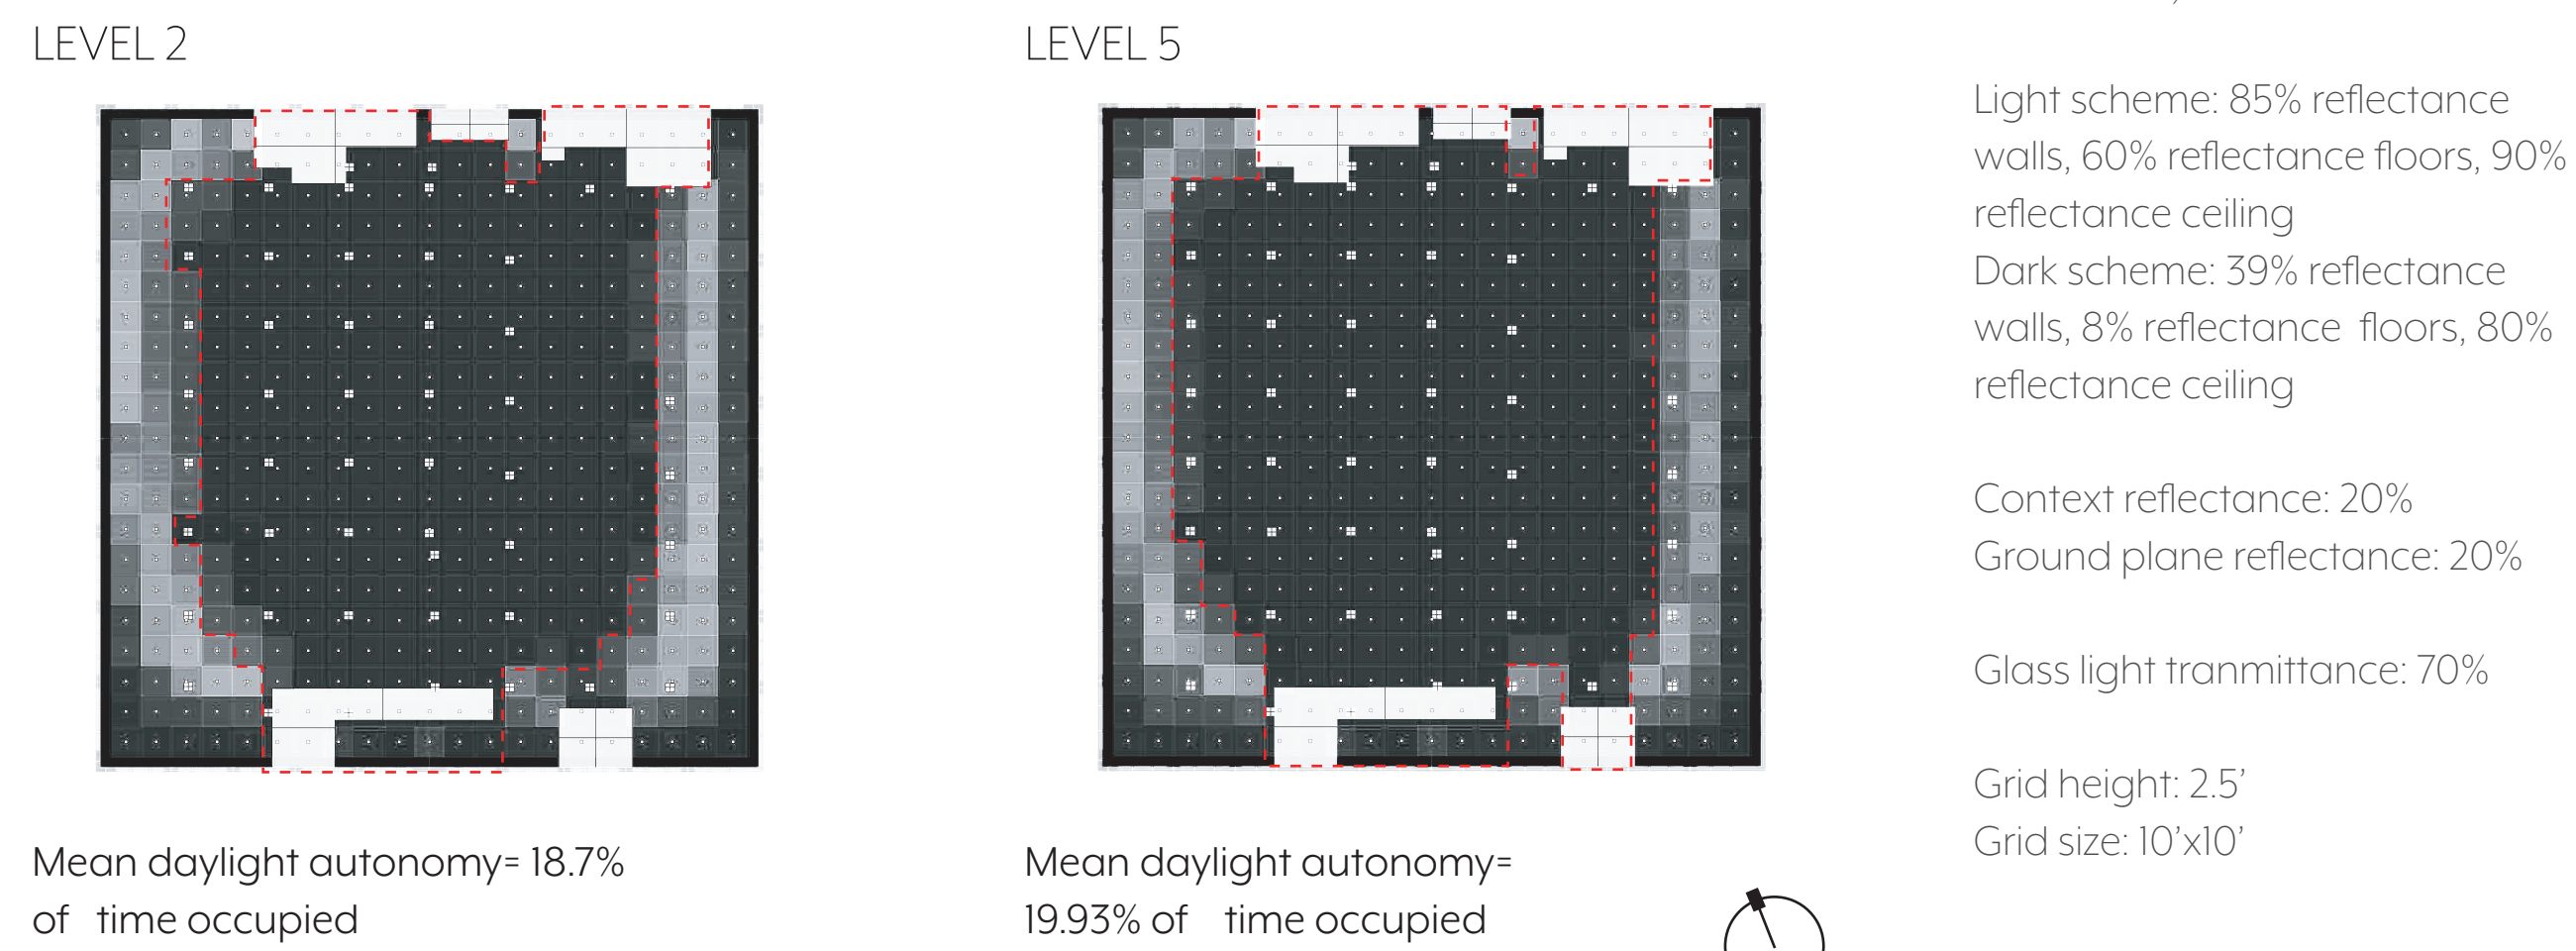 LEVEL 2
LEVEL 5
Mean daylight autonomy= 18.7%
of time occupied
Mean daylight autonomy=
19.93% of time occupied
Light scheme: 85% reflectance
walls, 60% reflectance floors, 90%
reflectance ceiling
Dark scheme: 39% reflectance
walls, 8% reflectance floors, 80%
reflectance ceiling
Context reflectance: 20%
Ground plane reflectance: 20%
Glass light tranmittance: 70%
Grid height: 2.5’
Grid size: 10’x10’